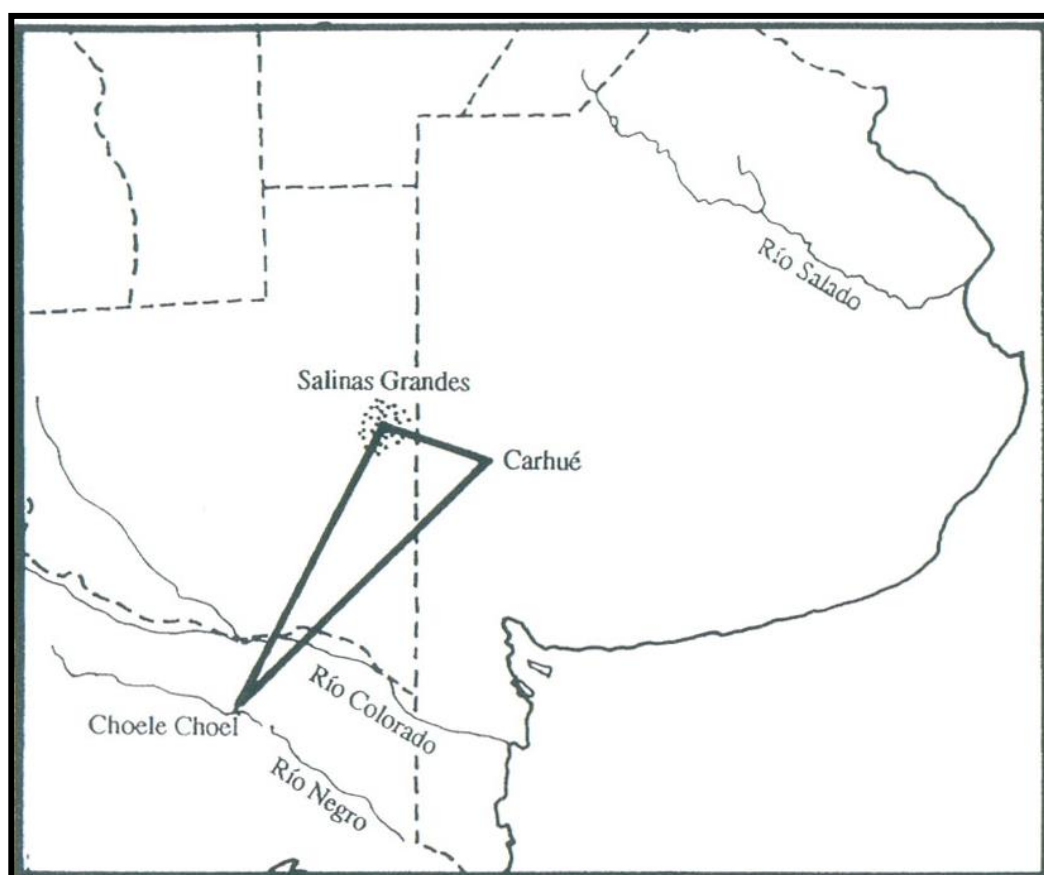 Río Salado
Salinas Grandes
Carhué
Río Colorado
Choele Choel
Río Negro